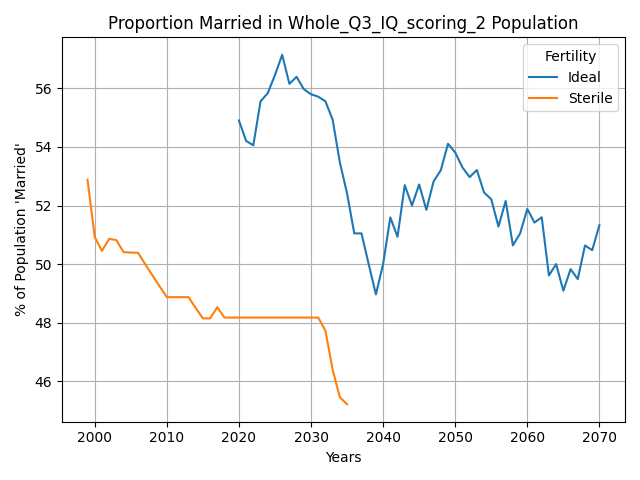 Proportion Married in Whole_Q3_IQ_scoring_2 Population
% of Population 'Married'
56
54
52
50
48
46
Fertility
Ideal
Sterile
2000 2010 2020 2030 2040 2050 2060 2070
Years